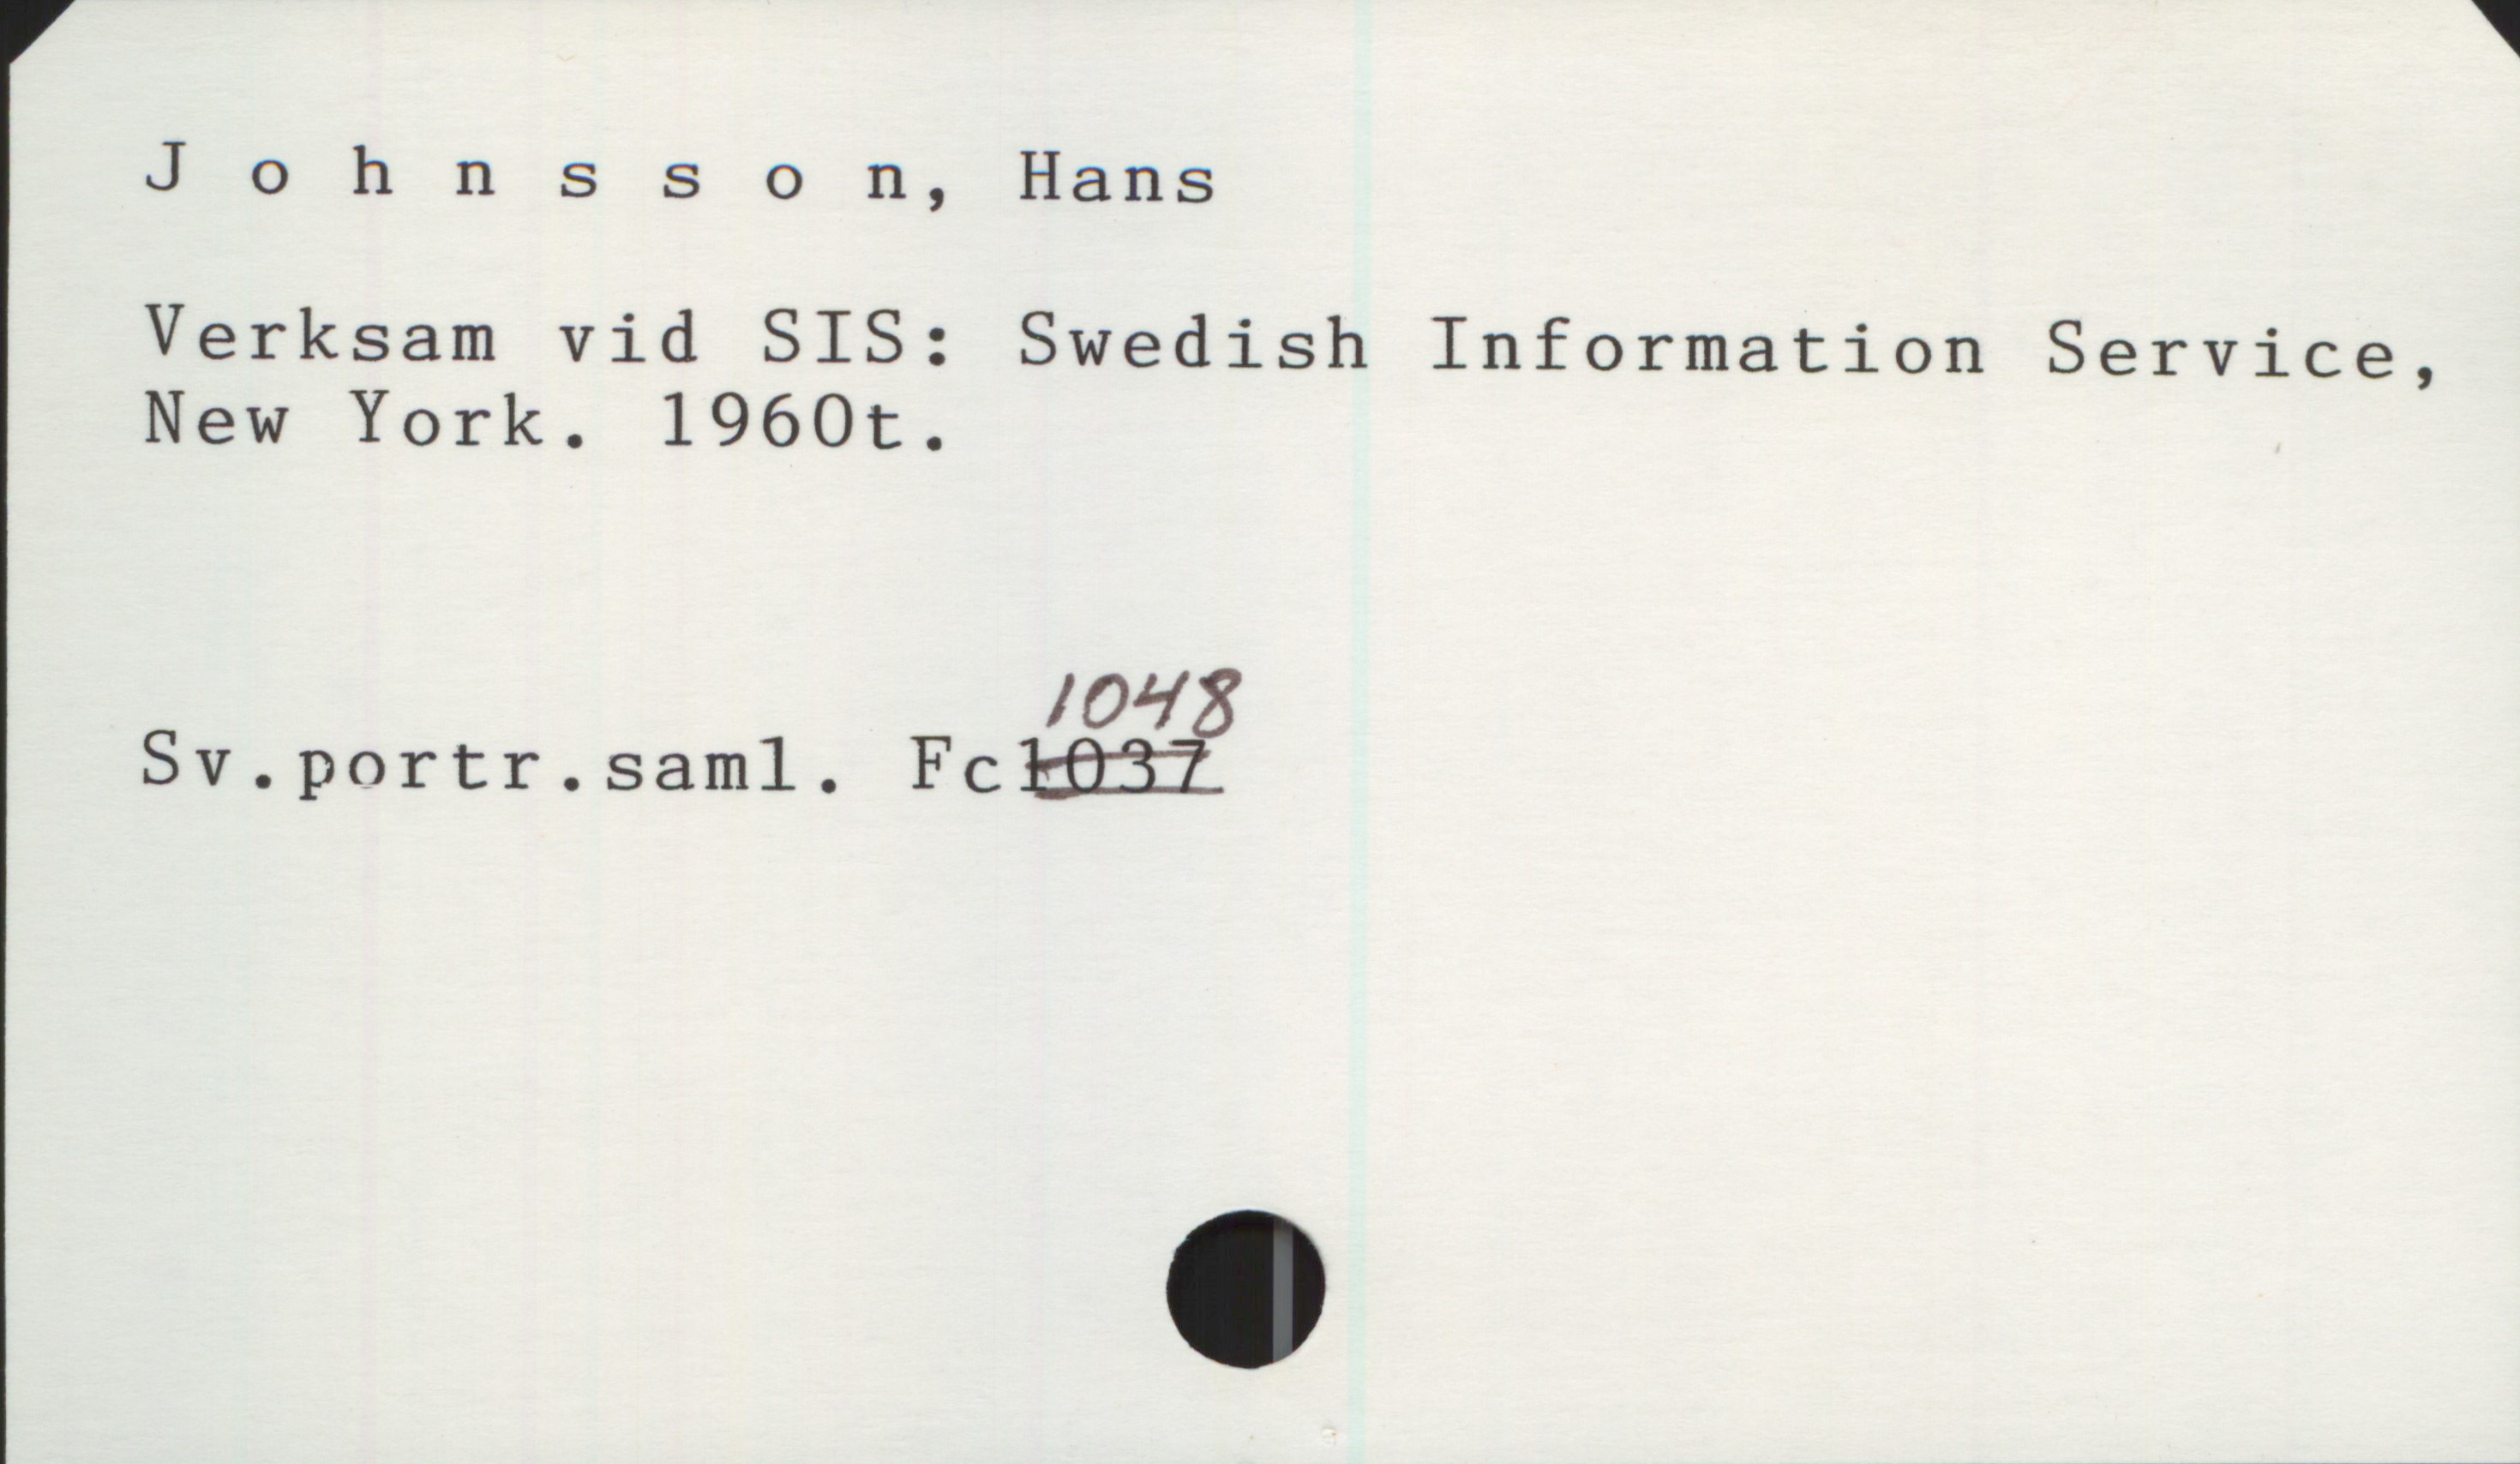 J o h n s s o n, Hans
Verksam vid SIS: Swedish Information Service,
New York. 1960t.
1048
Sv.portr.saml. Fc1037